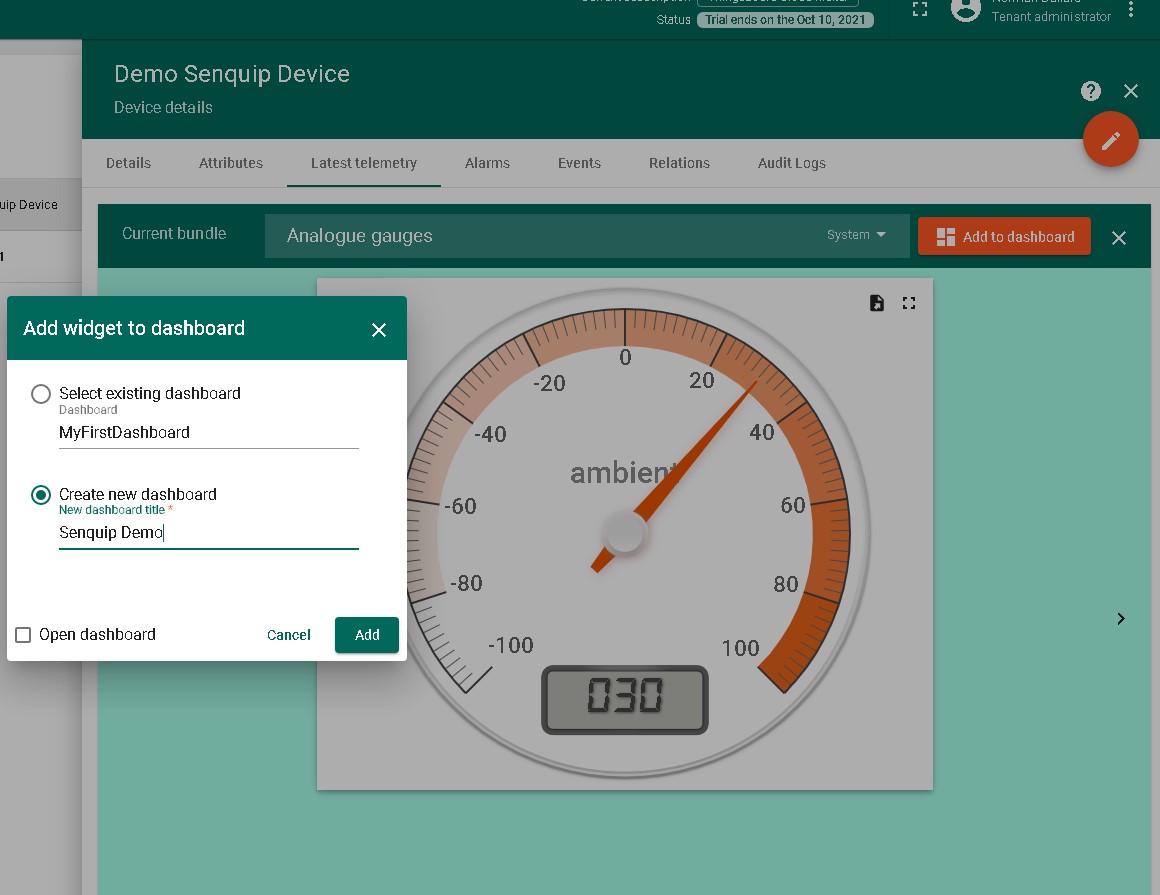 Status Trial ends on the Oct 10, 2021
Tenant administrator
Demo Senquip Device
Device details
Details Attributes Latest telemetry Alarms Events Relations Audit Logs
uip Device
1
Current bundle Analogue gauges System Add to dashboard
Add widget to dashboard
Select existing dashboard
Dashboard
MyFirstDashboard
Create new dashboard
New dashboard title *
Senquip Demo
Open dashboard Cancel Add
0
-20 20
-40 40
ambient
-60 60
-80 80
-100 100
030